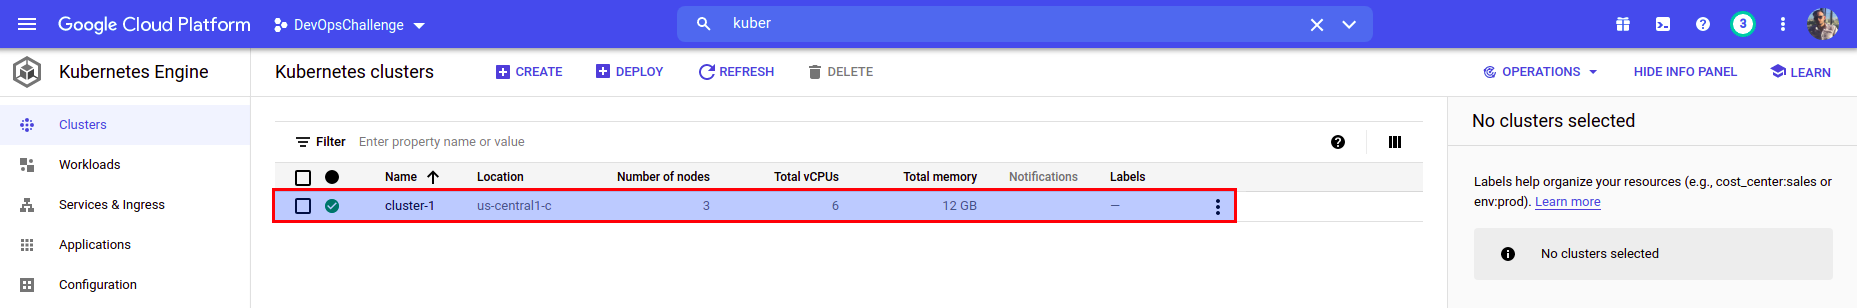 Google Cloud Platform DevOpsChallenge kuber 3
Kubernetes Engine Kubernetes clusters CREATE DEPLOY REFRESH DELETE OPERATIONS HIDE INFO PANEL LEARN
Clusters
Workloads
Services & Ingress
Applications
Configuration
Filter Enter property name or value
Name Location Number of nodes Total vCPUs Total memory Notifications Labels
cluster-1 us-central1-c 3 6 12 GB —
No clusters selected
Labels help organize your resources (e.g., cost_center:sales or
env:prod). Learn more
No clusters selected